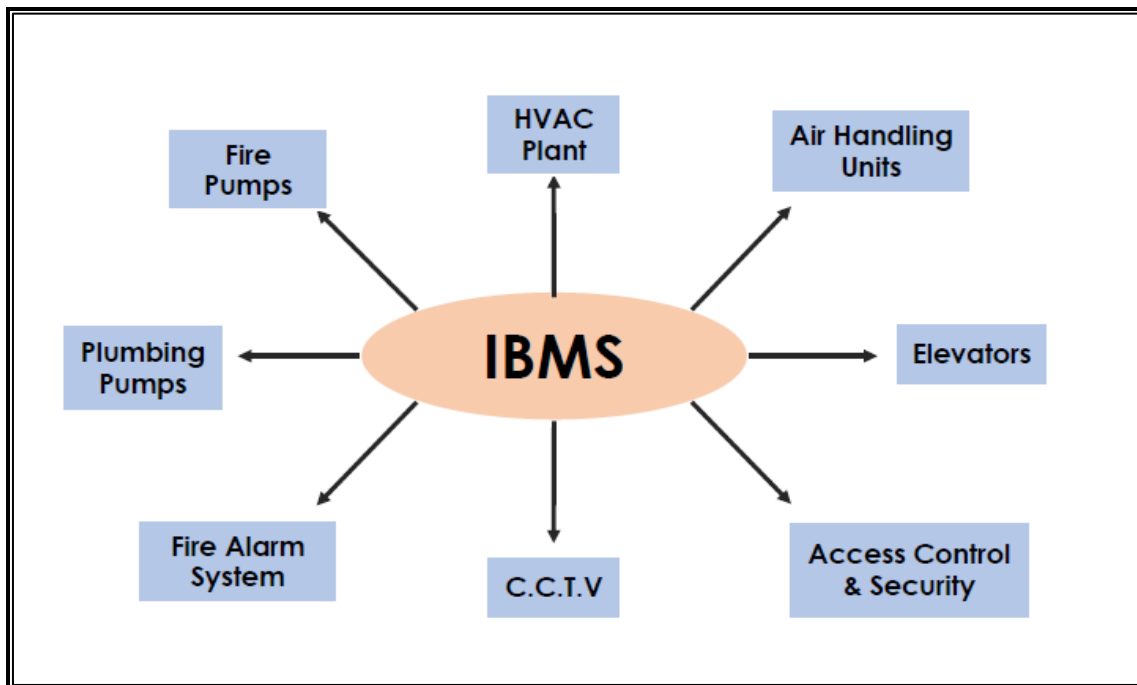 HVAC
Plant
Air Handling
Units
Fire
Pumps
IBMS
Plumbing
Pumps
Elevators
Fire Alarm
System
C.C.T.V
Access Control
& Security